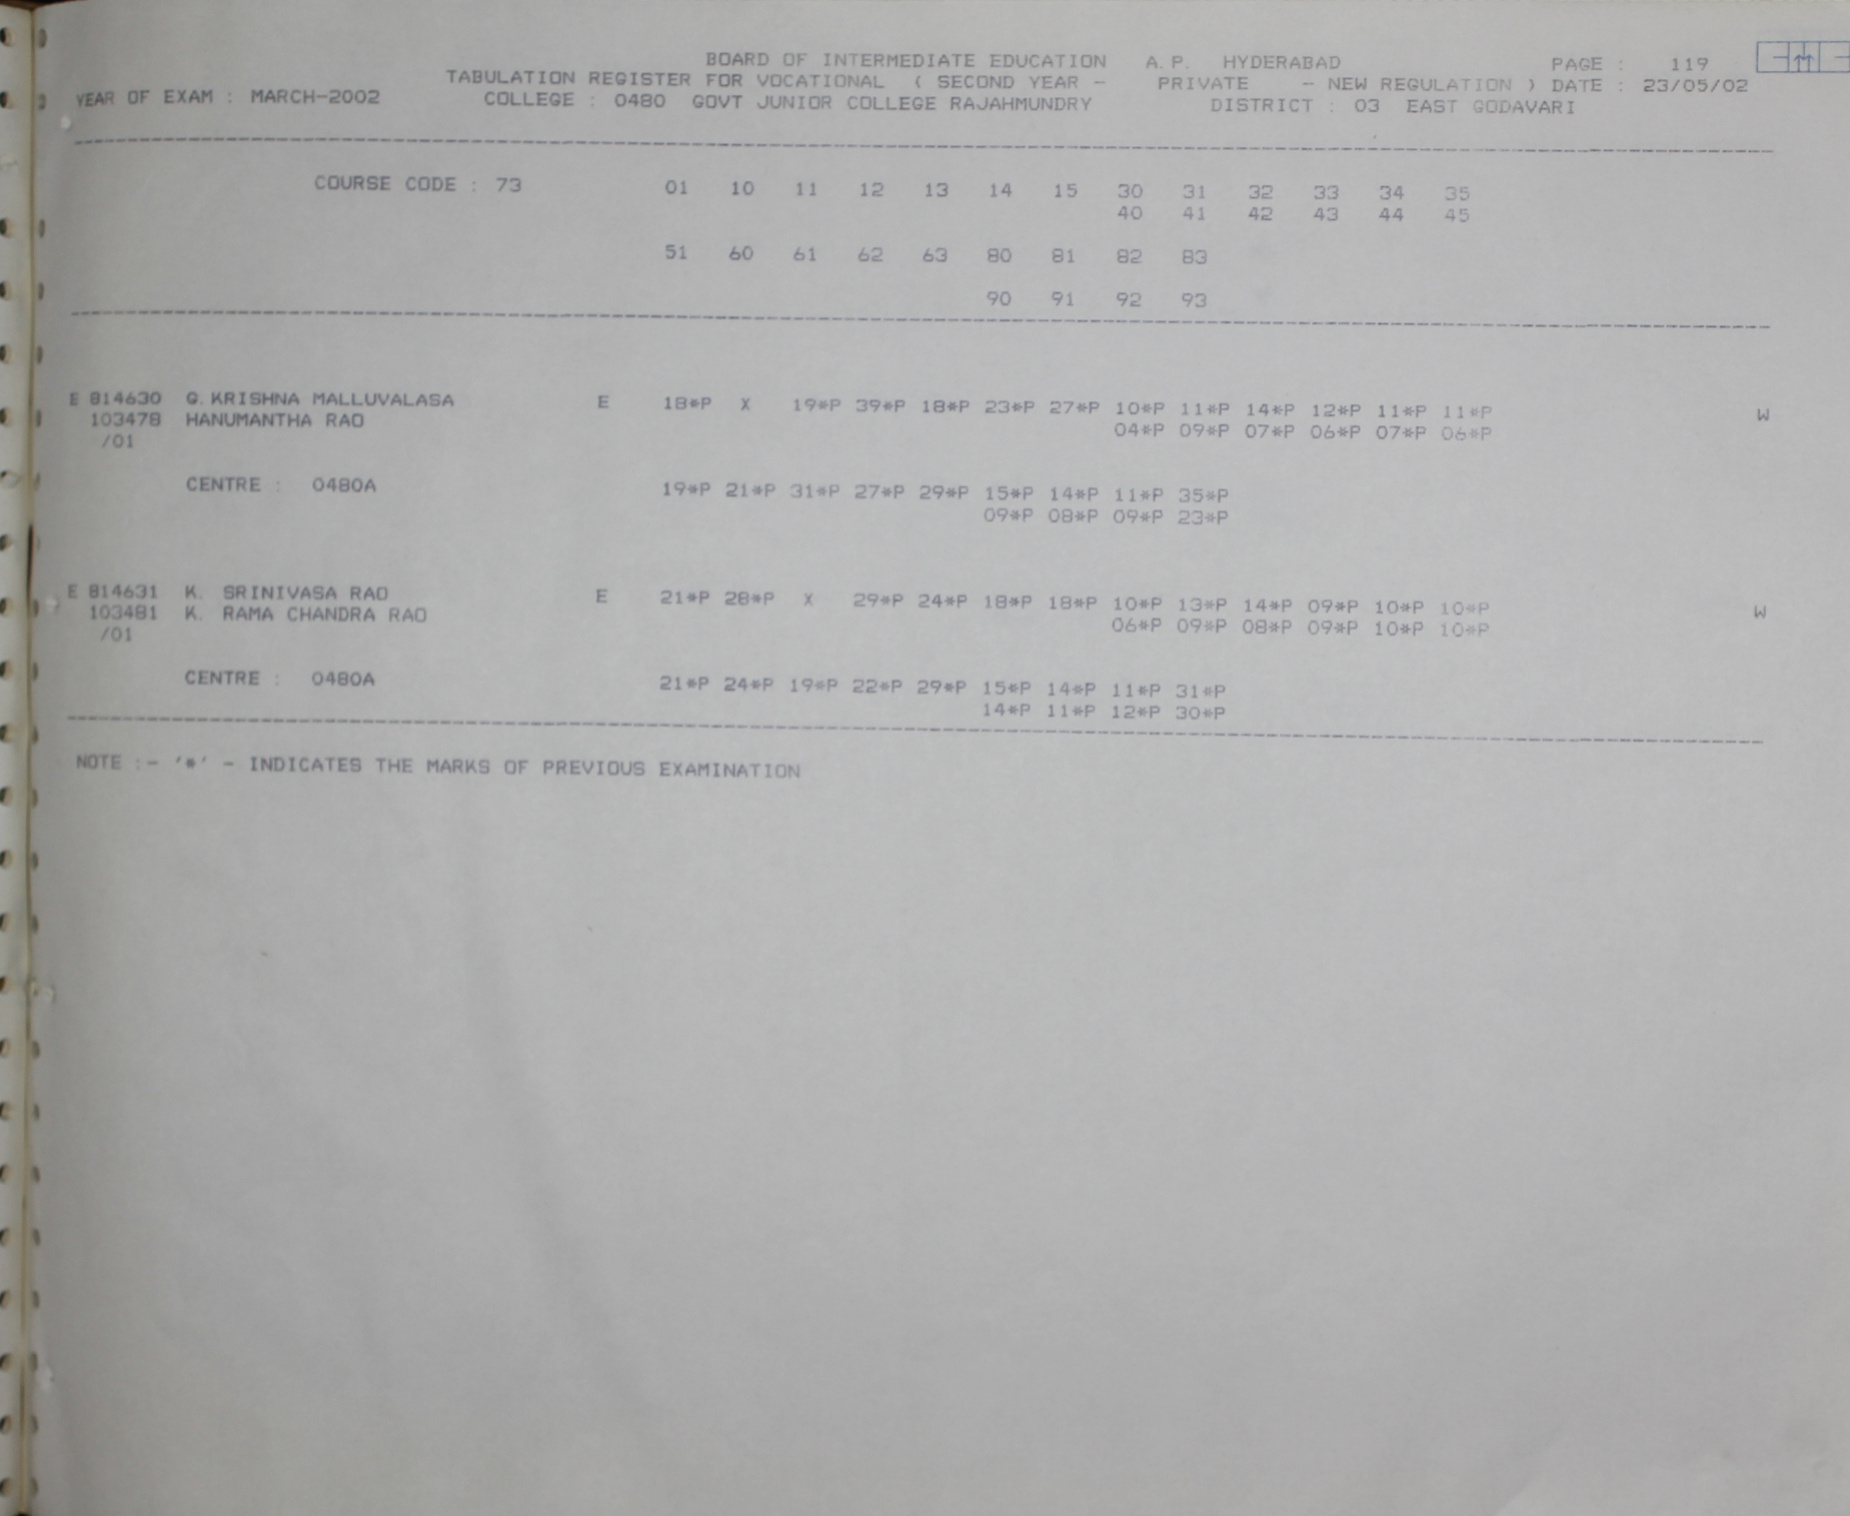 BOARD OF INTERMEDIATE EDUCATION A.P. HYDERABAD PAGE : 119
TABULATION REGISTER FOR VOCATIONAL ( SECOND YEAR - PRIVATE - NEW REGULATION ) DATE : 23/05/02
YEAR OF EXAM : MARCH-2002 COLLEGE : 0480 GOVT JUNIOR COLLEGE RAJAHMUNDRY DISTRICT : 03 EAST GODAVARI
COURSE CODE : 73 01 10 11 12 13 14 15 30 31 32 33 34 35
40 41 42 43 44 45
51 60 61 62 63 80 81 82 83
90 91 92 93
E 814630 G.KRISHNA MALLUVALASA E 18*P X 19*P 39*P 18*P 23*P 27*P 10*P 11*P 14*P 12*P 11*P 11*P W
103478 HANUMANTHA RAO 04*P 09*P 07*P 06*P 07*P 06*P
/01
CENTRE : 0480A 19*P 21*P 31*P 27*P 29*P 15*P 14*P 11*P 35*P
09*P 08*P 09*P 23*P
E 814631 K. SRINIVASA RAO E 21*P 28*P X 29*P 24*P 18*P 18*P 10*P 13*P 14*P 09*P 10*P 10*P W
103481 K. RAMA CHANDRA RAO 06*P 09*P 08*P 09*P 10*P 10*P
/01
CENTRE : 0480A 21*P 24*P 19*P 22*P 29*P 15*P 14*P 11*P 31*P
14*P 11*P 12*P 30*P
NOTE :- '*' - INDICATES THE MARKS OF PREVIOUS EXAMINATION